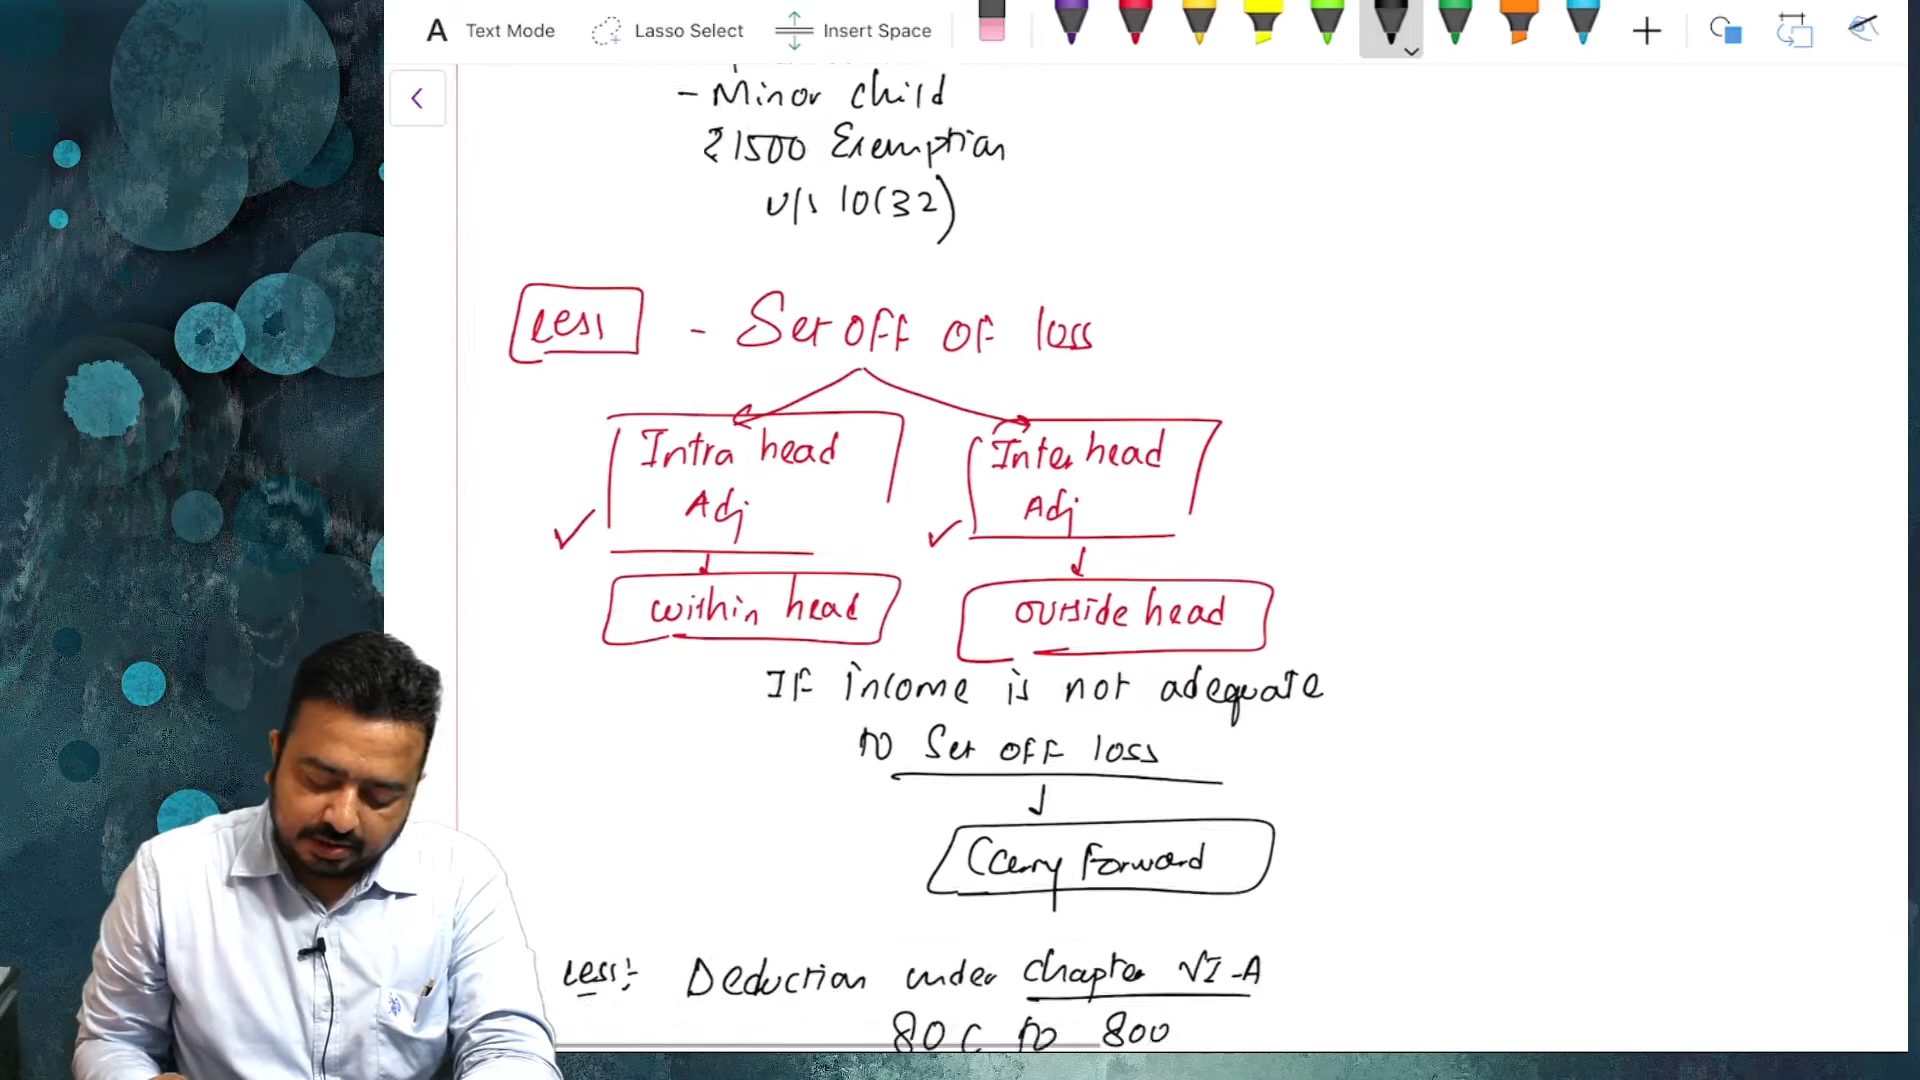 A Text Mode Lasso Select Insert Space
- Minor child
₹1500 Exemption
u/s 10(32)
Less - Set off of loss
Intra head
Adj
Inter head
Adj
within head
outside head
If income is not adequate
to set off loss
Carry forward
Less:- Deduction under chapter VI-A
80C to 80U